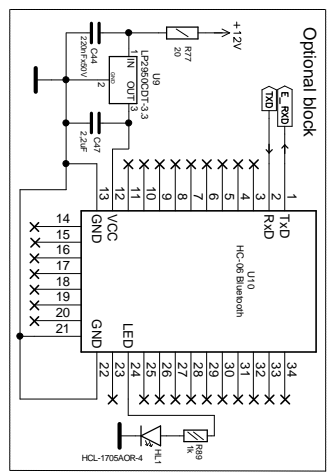 Optional block
+12V
R77
20
C44
220nFx50V
U9
LP2950CDT-3.3
IN
OUT
GND
1
2
3
C47
2.2uF
E_RXD
TXD
1
2
3
4
5
6
7
8
9
10
11
12
13
TxD
RxD
VCC
GND
U10
HC-06 Bluetooth
14
15
16
17
18
19
20
21
GND
LED
22
23
24
25
26
27
28
29
30
31
32
33
34
R89
1k
HL1
HCL-1705AOR-4